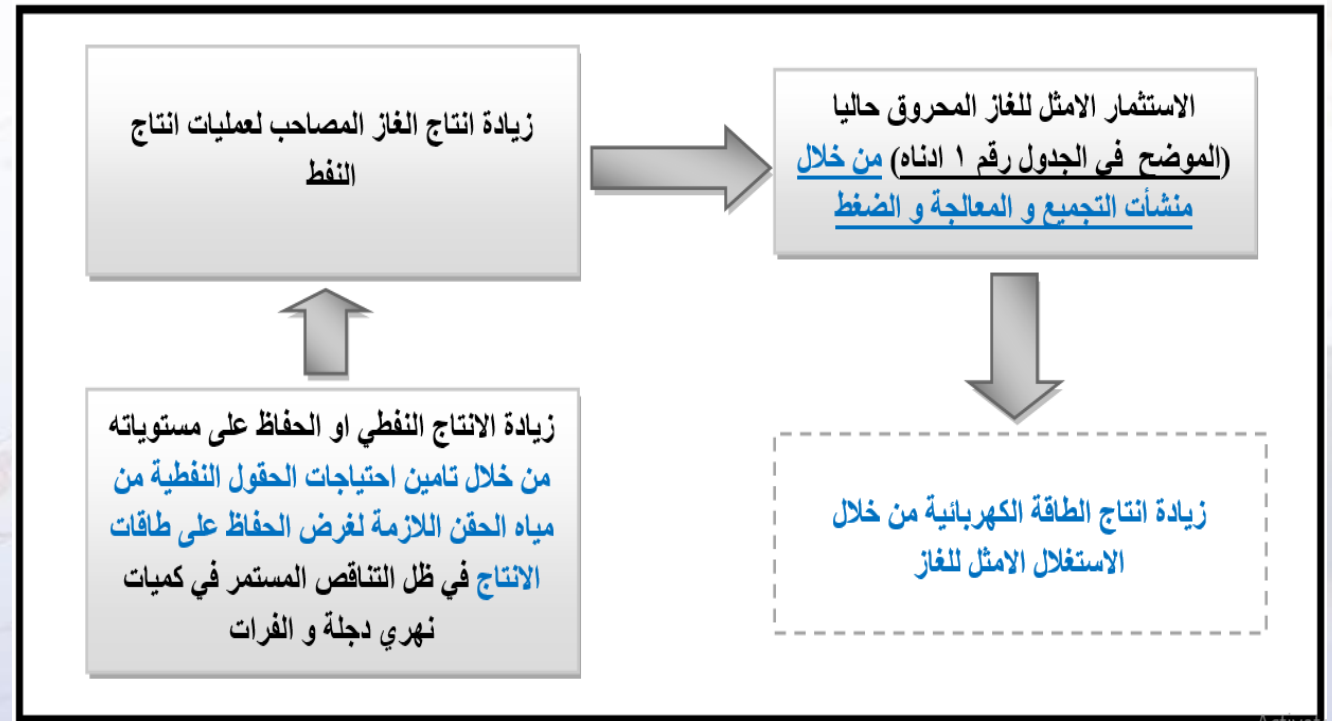 زيادة انتاج الغاز المصاحب لعمليات انتاج
النفط
الاستثمار الامثل للغاز المحروق حاليا
(الموضح في الجدول رقم ١ ادناه) من خلال
منشأت التجميع و المعالجة و الضغط
زيادة الانتاج النفطي او الحفاظ على مستوياته
من خلال تامين احتياجات الحقول النفطية من
مياه الحقن اللازمة لغرض الحفاظ على طاقات
الانتاج في ظل التناقص المستمر في كميات
نهري دجلة و الفرات
زيادة انتاج الطاقة الكهربائية من خلال
الاستغلال الامثل للغاز